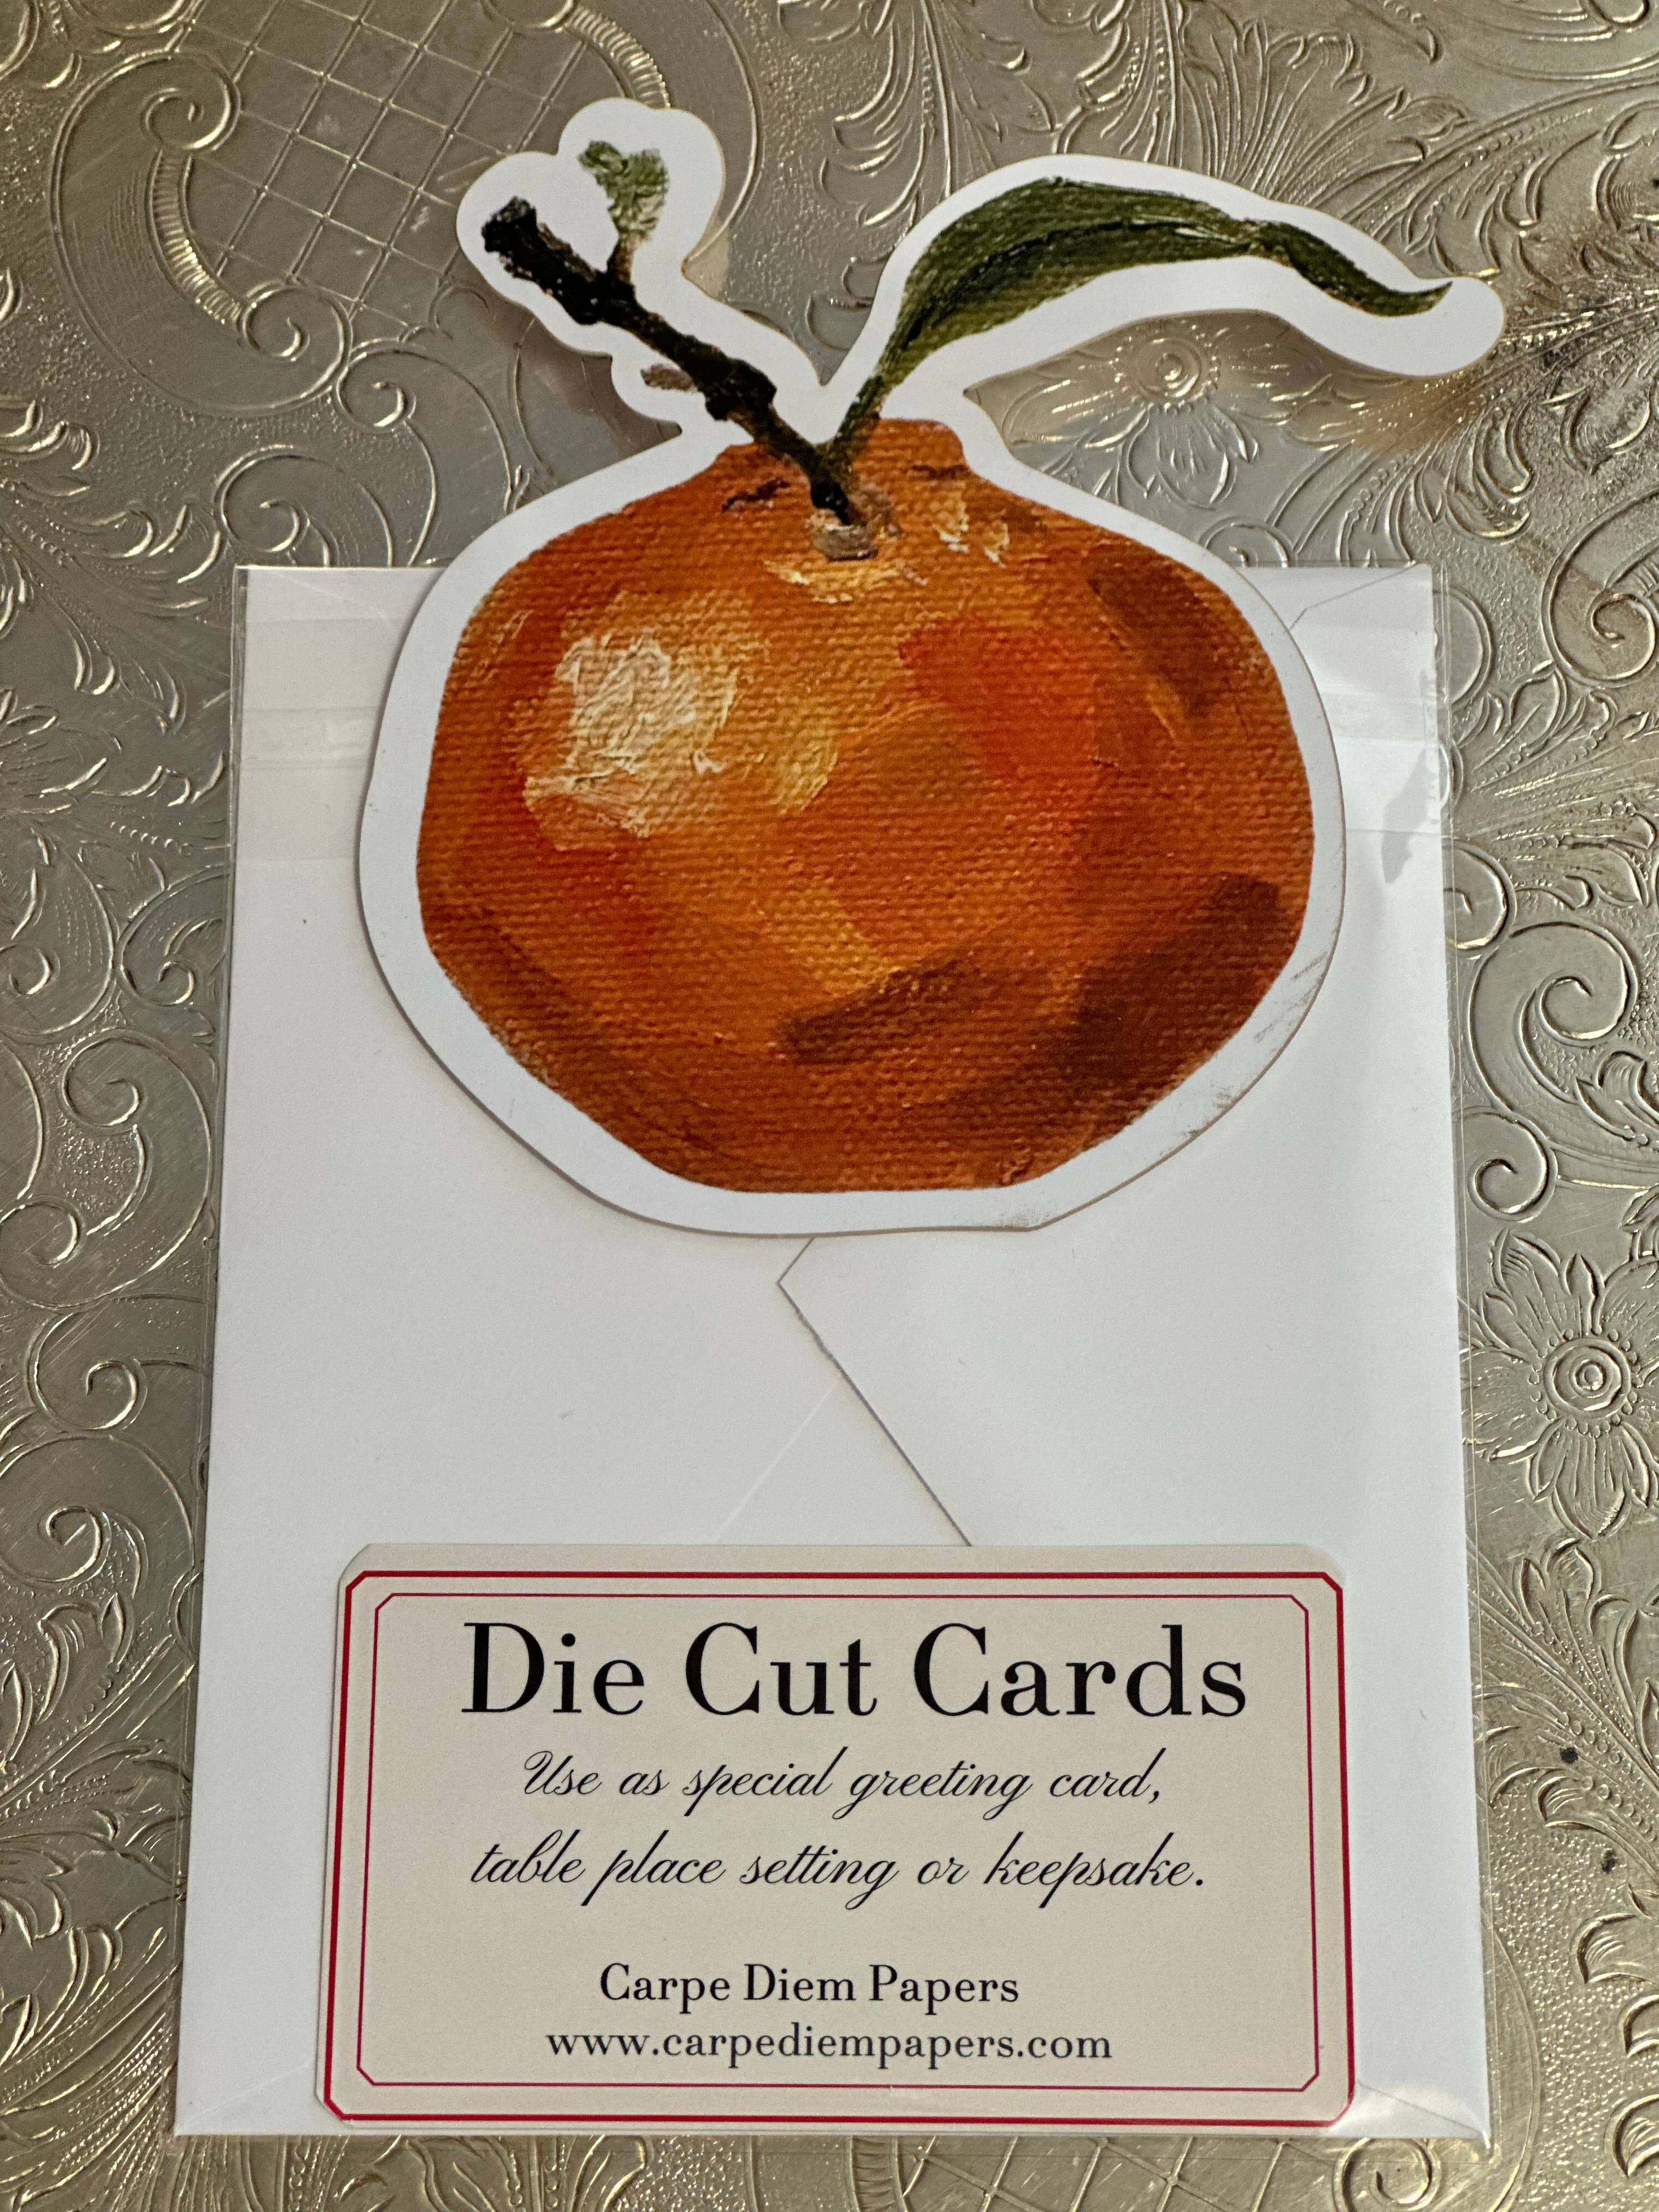 Die Cut Cards
Use as special greeting card,
table place setting or keepsake.
Carpe Diem Papers
www.carpediempapers.com